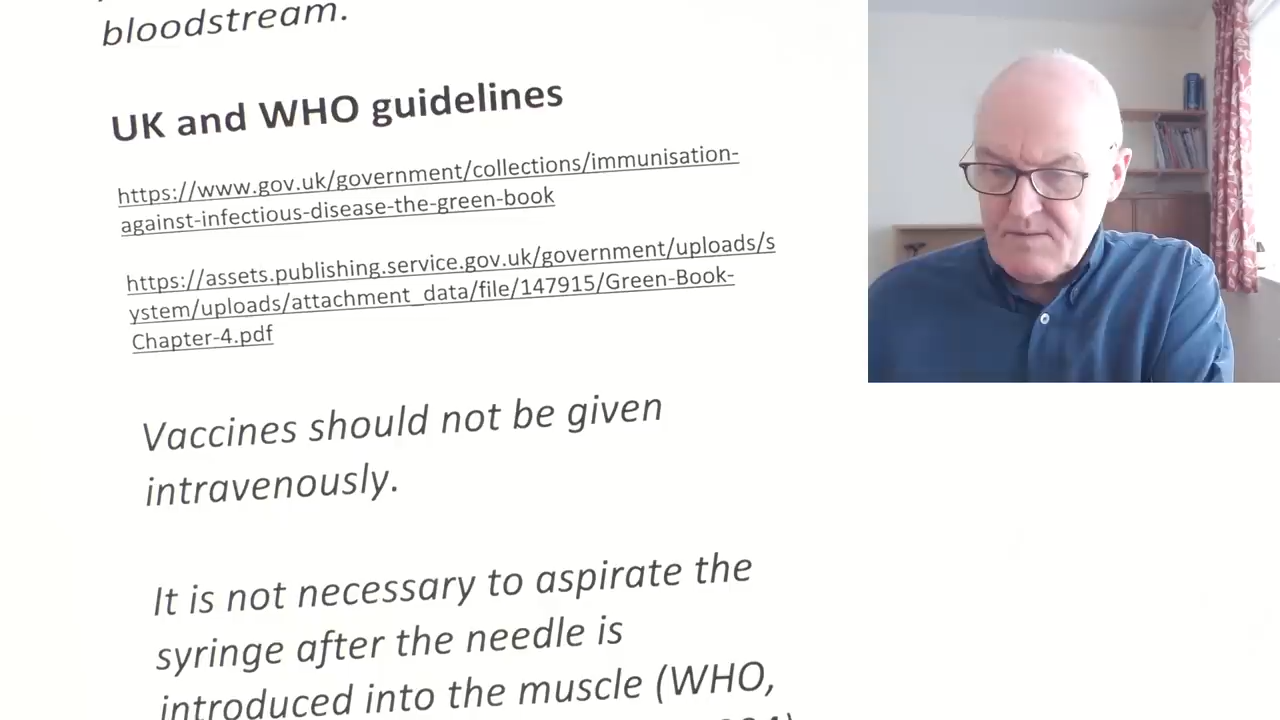 bloodstream.
UK and WHO guidelines
https://www.gov.uk/government/collections/immunisation-
against-infectious-disease-the-green-book
https://assets.publishing.service.gov.uk/government/uploads/s
ystem/uploads/attachment_data/file/147915/Green-Book-
Chapter-4.pdf
Vaccines should not be given
intravenously.
It is not necessary to aspirate the
syringe after the needle is
introduced into the muscle (WHO,